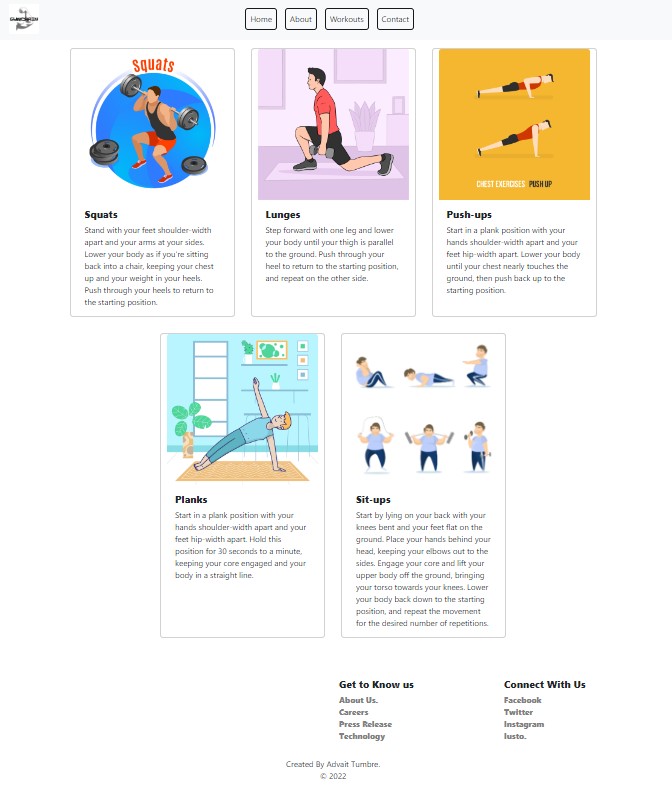 Home About Workouts Contact
Squats
CHEST EXERCISES PUSH UP
Squats
Stand with your feet shoulder-width
apart and your arms at your sides.
Lower your body as if you're sitting
back into a chair, keeping your chest
up and your weight in your heels.
Push through your heels to return to
the starting position.
Lunges
Step forward with one leg and lower
your body until your thigh is parallel
to the ground. Push through your
heel to return to the starting position,
and repeat on the other side.
Push-ups
Start in a plank position with your
hands shoulder-width apart and your
feet hip-width apart. Lower your body
until your chest nearly touches the
ground, then push back up to the
starting position.
Planks
Start in a plank position with your
hands shoulder-width apart and your
feet hip-width apart. Hold this
position for 30 seconds to a minute,
keeping your core engaged and your
body in a straight line.
Sit-ups
Start by lying on your back with your
knees bent and your feet flat on the
ground. Place your hands behind your
head, keeping your elbows out to the
sides. Engage your core and lift your
upper body off the ground, bringing
your torso towards your knees. Lower
your body back down to the starting
position, and repeat the movement
for the desired number of repetitions.
Get to Know us
About Us.
Careers
Press Release
Technology
Connect With Us
Facebook
Twitter
Instagram
Iusto.
Created By Advait Tumbre.
© 2022